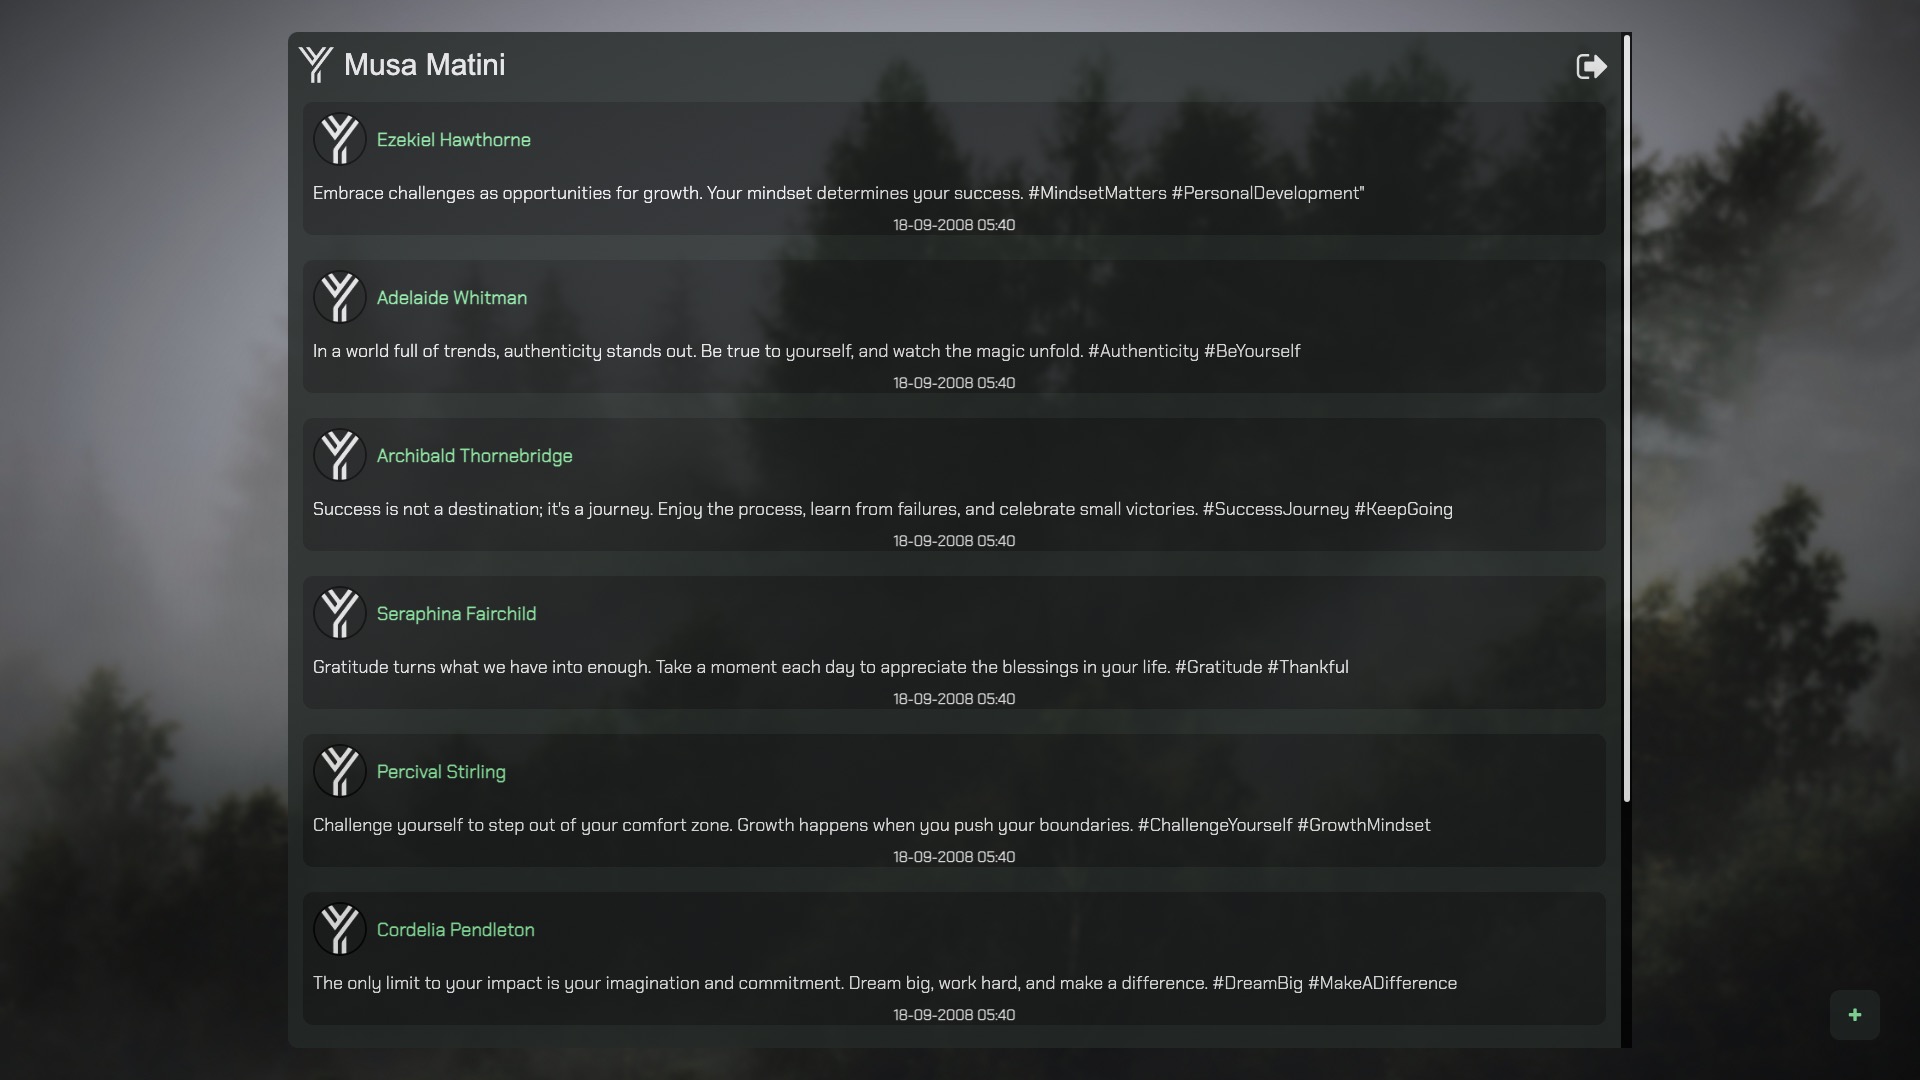 Musa Matini
Ezekiel Hawthorne
Embrace challenges as opportunities for growth. Your mindset determines your success. #MindsetMatters #PersonalDevelopment"
18-09-2008 05:40
Adelaide Whitman
In a world full of trends, authenticity stands out. Be true to yourself, and watch the magic unfold. #Authenticity #BeYourself
18-09-2008 05:40
Archibald Thornebridge
Success is not a destination; it's a journey. Enjoy the process, learn from failures, and celebrate small victories. #SuccessJourney #KeepGoing
18-09-2008 05:40
Seraphina Fairchild
Gratitude turns what we have into enough. Take a moment each day to appreciate the blessings in your life. #Gratitude #Thankful
18-09-2008 05:40
Percival Stirling
Challenge yourself to step out of your comfort zone. Growth happens when you push your boundaries. #ChallengeYourself #GrowthMindset
18-09-2008 05:40
Cordelia Pendleton
The only limit to your impact is your imagination and commitment. Dream big, work hard, and make a difference. #DreamBig #MakeADifference
18-09-2008 05:40
+